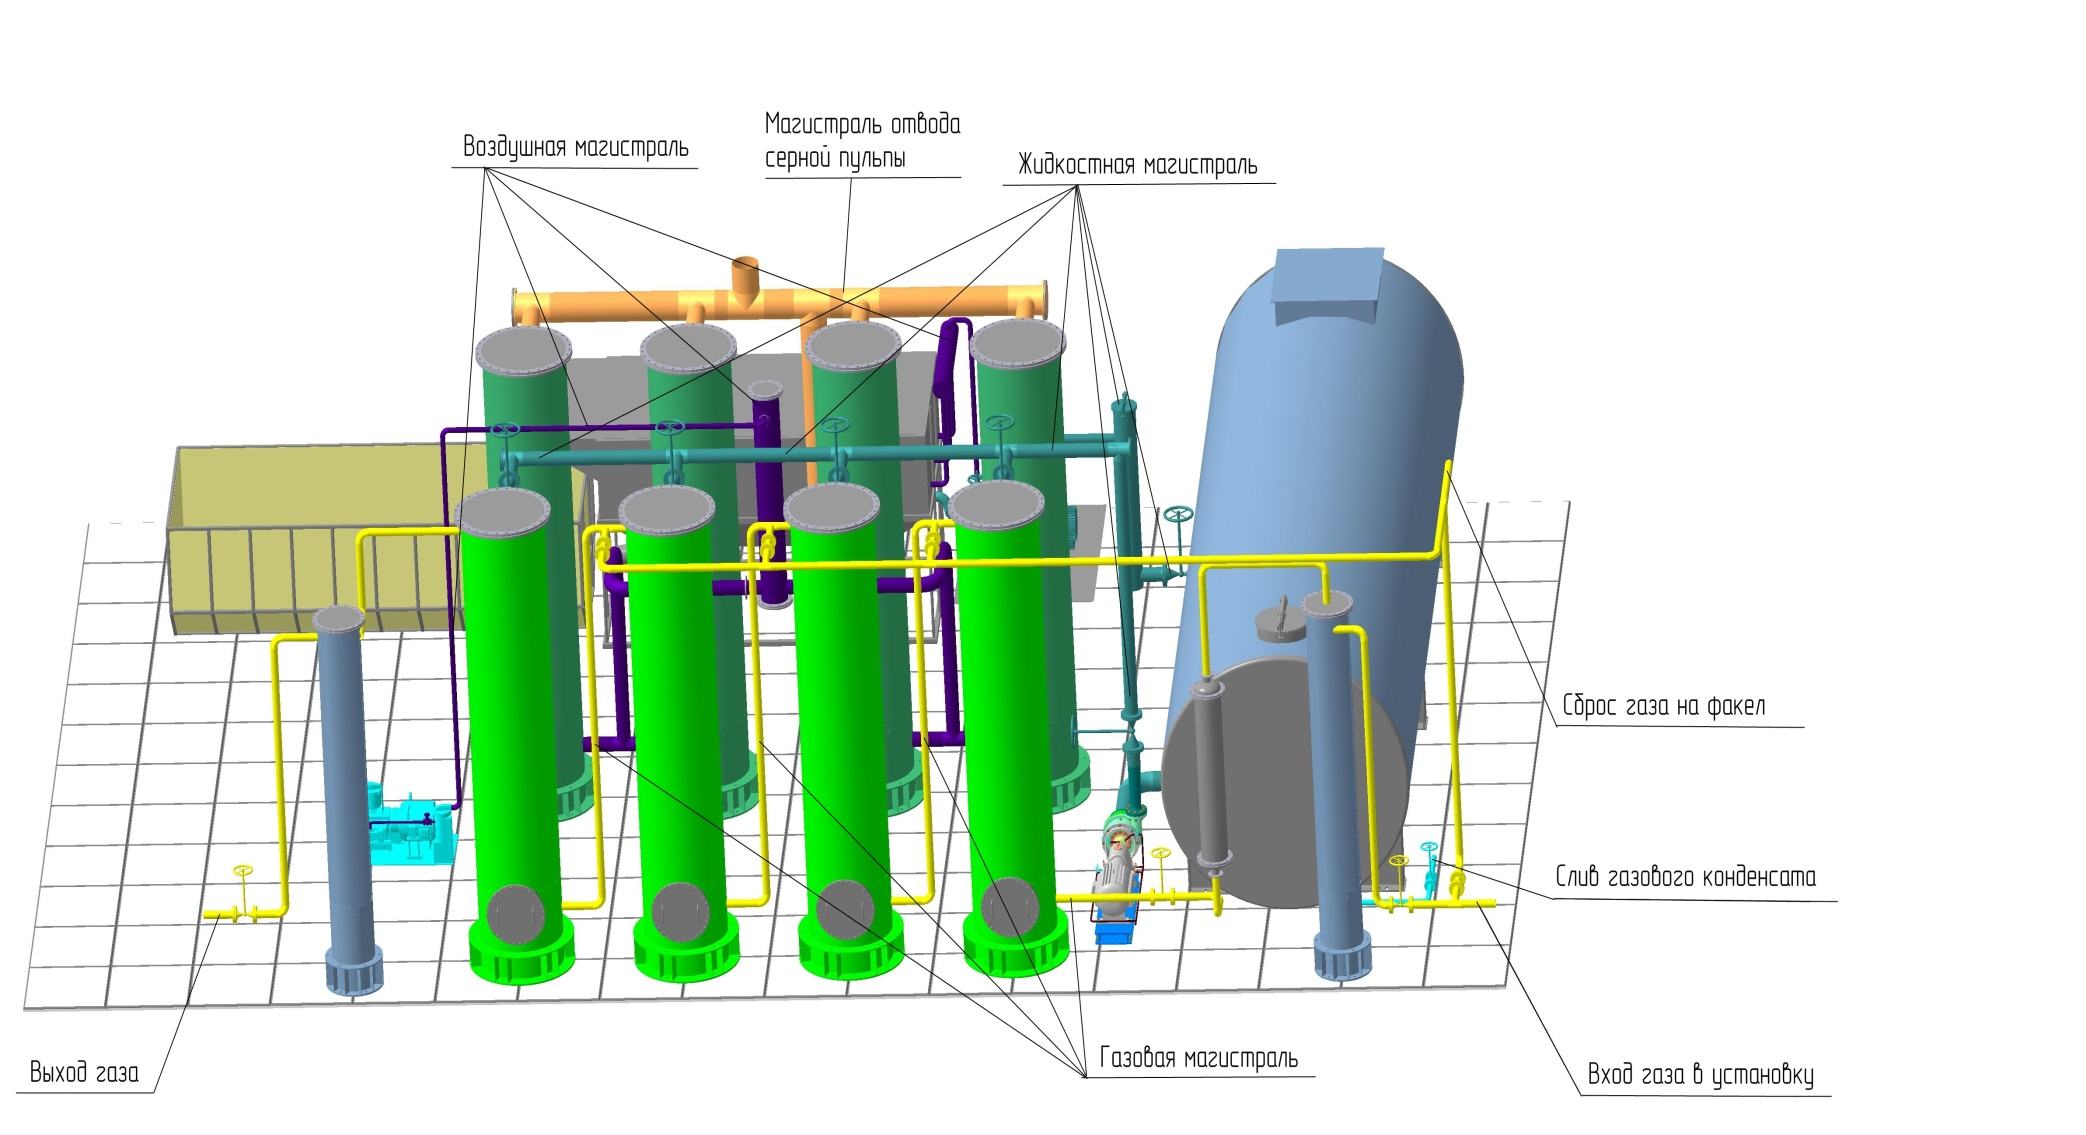 Магистраль отвода
серной пульпы
Воздушная магистраль
Жидкостная магистраль
Сброс газа на факел
Слив газового конденсата
Газовая магистраль
Выход газа
Вход газа в установку